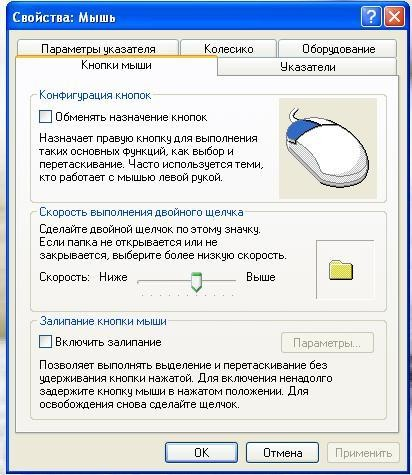 Свойства: Мышь
Параметры указателя
Колесико
Оборудование
Кнопки мыши
Указатели
Конфигурация кнопок
Обменять назначение кнопок
Назначает правую кнопку для выполнения
таких основных функций, как выбор и
перетаскивание. Часто используется теми,
кто работает с мышью левой рукой.
Скорость выполнения двойного щелчка
Сделайте двойной щелчок по этому значку.
Если папка не открывается или не
закрывается, выберите более низкую скорость.
Скорость: Ниже Выше
Залипание кнопки мыши
Включить залипание
Параметры...
Позволяет выполнять выделение и перетаскивание без
удерживания кнопки нажатой. Для включения ненадолго
задержите кнопку мыши в нажатом положении. Для
освобождения снова сделайте щелчок.
OK Отмена Применить